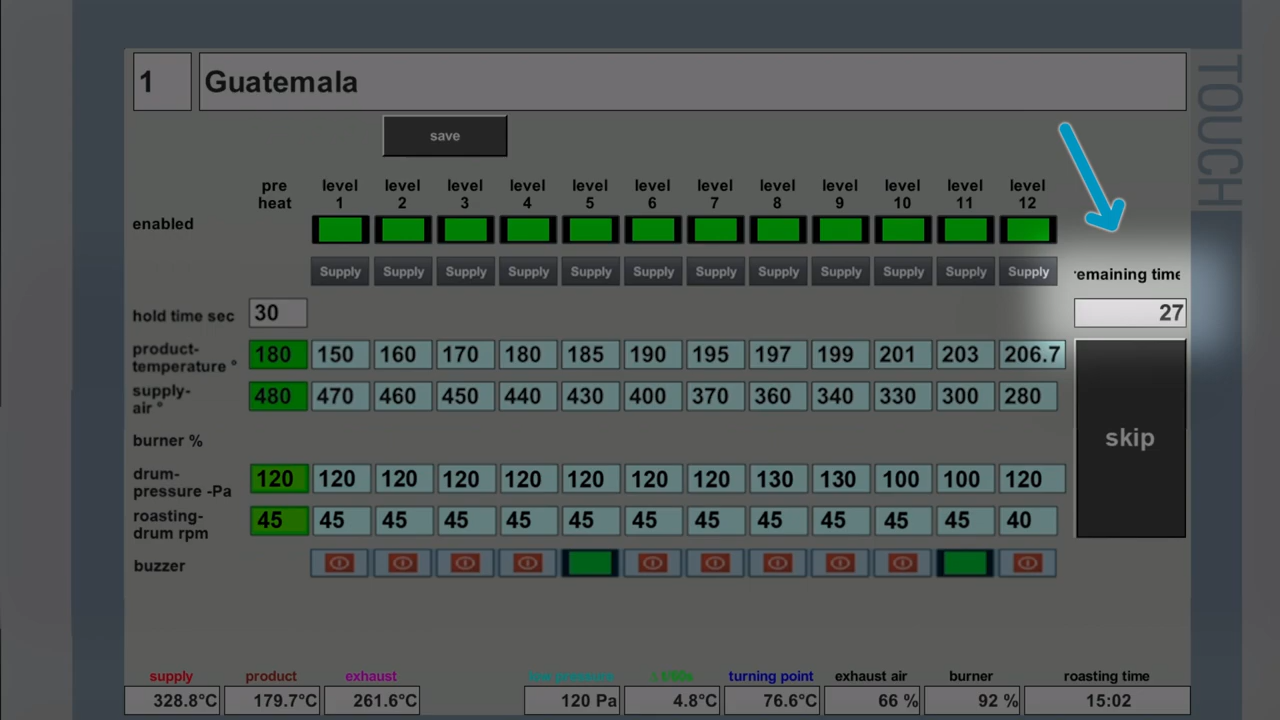 1 Guatemala
TOUCH
save
pre heat level 1 level 2 level 3 level 4 level 5 level 6 level 7 level 8 level 9 level 10 level 11 level 12
enabled
Supply Supply Supply Supply Supply Supply Supply Supply Supply Supply Supply Supply
remaining time
hold time sec 30 27
product-temperature ° 180 150 160 170 180 185 190 195 197 199 201 203 206.7
supply-air ° 480 470 460 450 440 430 400 370 360 340 330 300 280
skip
burner %
drum-pressure -Pa 120 120 120 120 120 120 120 120 130 130 100 100 120
roasting-drum rpm 45 45 45 45 45 45 45 45 45 45 45 45 40
buzzer
supply product exhaust turning point exhaust air burner roasting time
328.8°C 179.7°C 261.6°C 120 Pa 4.8°C 76.6°C 66 % 92 % 15:02